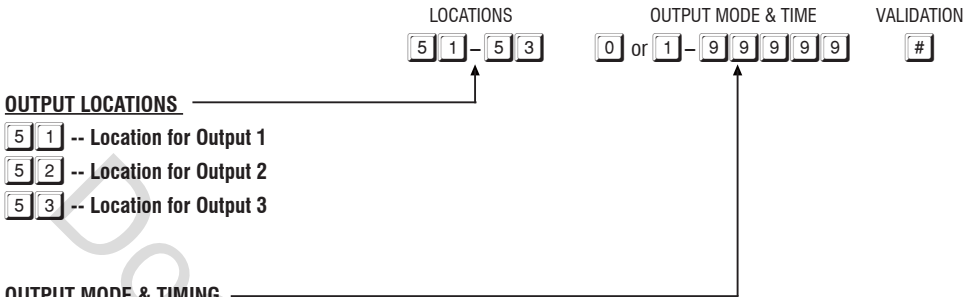 LOCATIONS OUTPUT MODE & TIME VALIDATION
5 1 – 5 3 0 or 1 – 9 9 9 9 9 #
OUTPUT LOCATIONS
5 1 -- Location for Output 1
5 2 -- Location for Output 2
5 3 -- Location for Output 3
OUTPUT MODE & TIMING